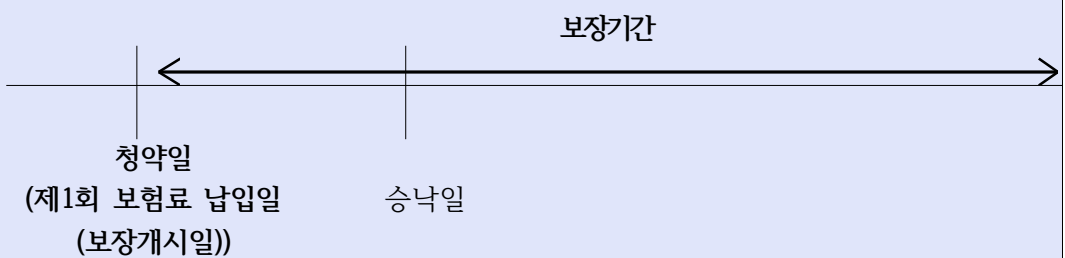 보장기간
청약일
(제1회 보험료 납입일
(보장개시일))
승낙일